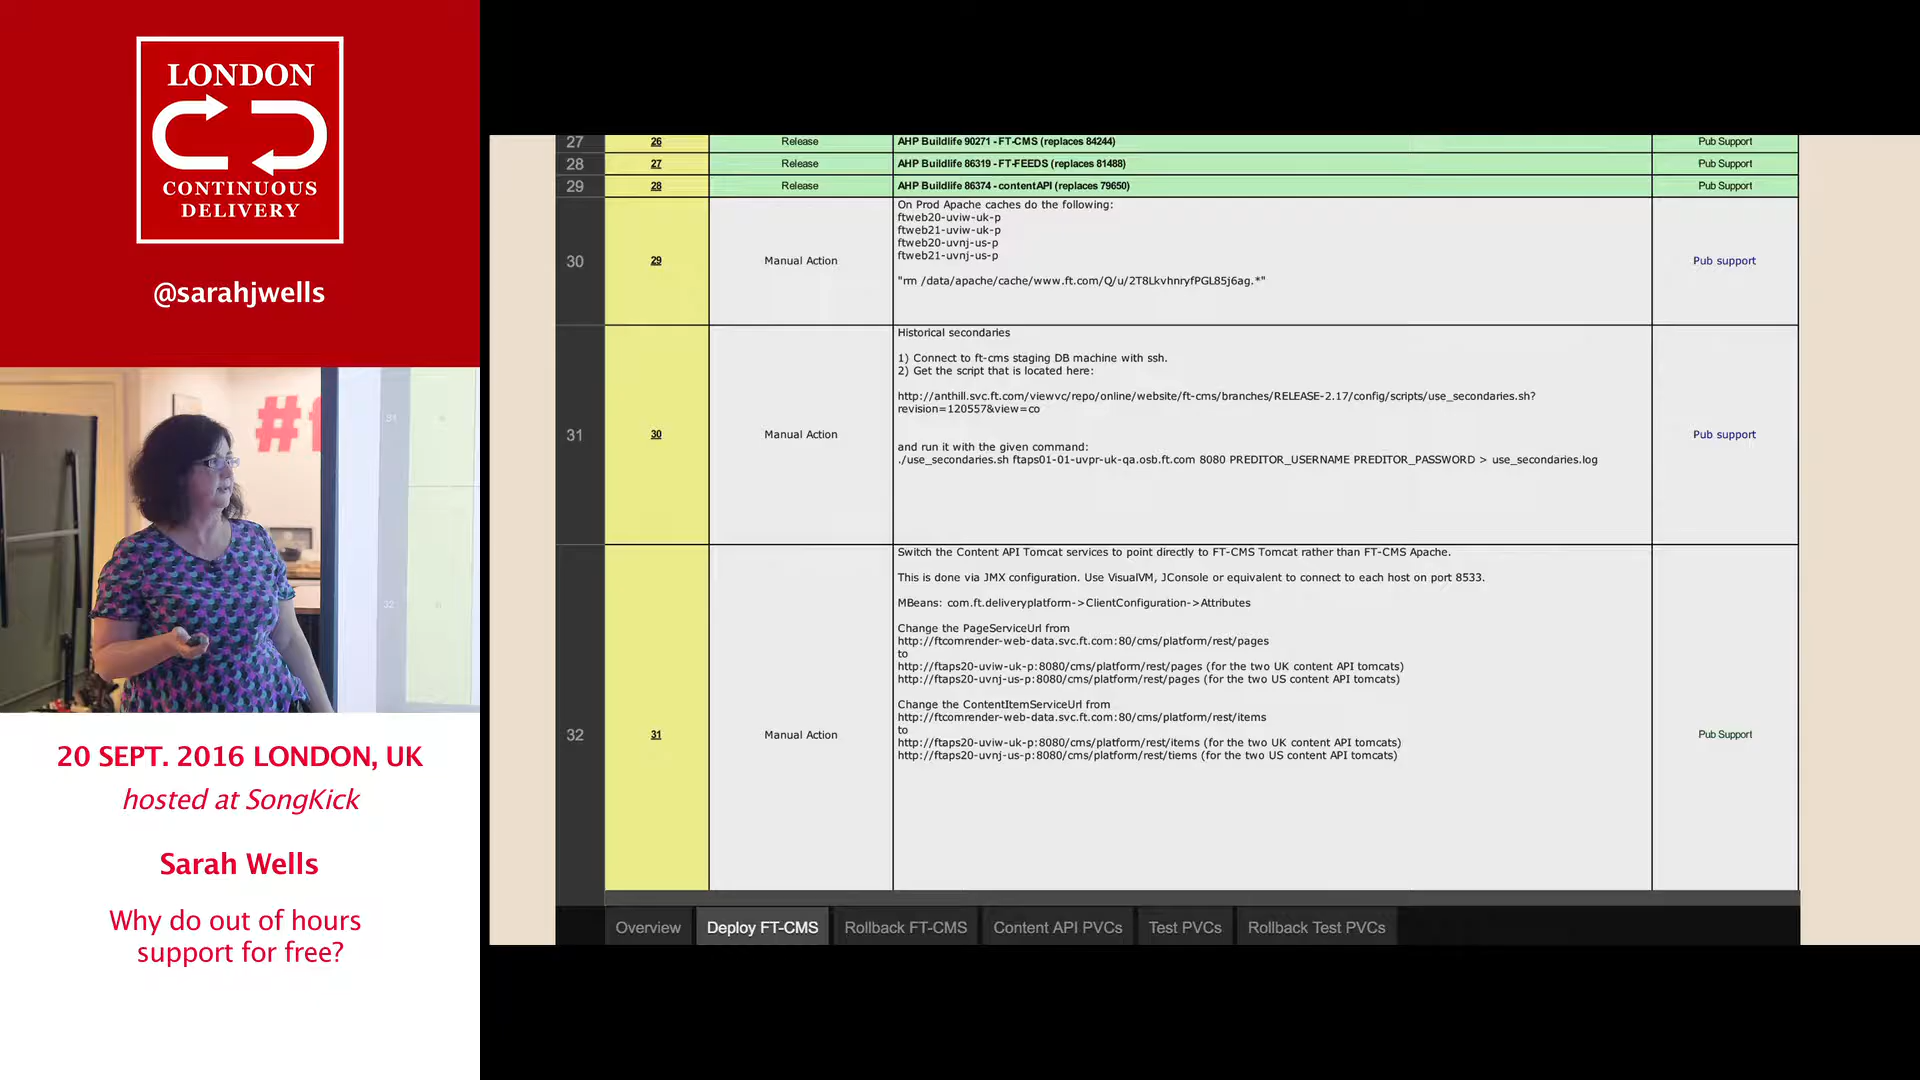 LONDON
CONTINUOUS
DELIVERY
@sarahjwells
#f
31
32
20 SEPT. 2016 LONDON, UK
hosted at SongKick
Sarah Wells
Why do out of hours
support for free?
27 26 Release AHP Buildlife 90271 - FT-CMS (replaces 84244) Pub Support
28 27 Release AHP Buildlife 86319 - FT-FEEDS (replaces 81488) Pub Support
29 28 Release AHP Buildlife 86374 - contentAPI (replaces 79650) Pub Support
30 29 Manual Action
On Prod Apache caches do the following:
ftweb20-uviw-uk-p
ftweb21-uviw-uk-p
ftweb20-uvnj-us-p
ftweb21-uvnj-us-p
"rm /data/apache/cache/www.ft.com/Q/u/2T8LkvhnryfPGL85j6ag.*"
Pub support
31 30 Manual Action
Historical secondaries
1) Connect to ft-cms staging DB machine with ssh.
2) Get the script that is located here:
http://anthill.svc.ft.com/viewvc/repo/online/website/ft-cms/branches/RELEASE-2.17/config/scripts/use_secondaries.sh?
revision=120557&view=co
and run it with the given command:
./use_secondaries.sh ftaps01-01-uvpr-uk-qa.osb.ft.com 8080 PREDITOR_USERNAME PREDITOR_PASSWORD > use_secondaries.log
Pub support
32 31 Manual Action
Switch the Content API Tomcat services to point directly to FT-CMS Tomcat rather than FT-CMS Apache.
This is done via JMX configuration. Use VisualVM, JConsole or equivalent to connect to each host on port 8533.
MBeans: com.ft.deliveryplatform->ClientConfiguration->Attributes
Change the PageServiceUrl from
http://ftcomrender-web-data.svc.ft.com:80/cms/platform/rest/pages
to
http://ftaps20-uviw-uk-p:8080/cms/platform/rest/pages (for the two UK content API tomcats)
http://ftaps20-uvnj-us-p:8080/cms/platform/rest/pages (for the two US content API tomcats)
Change the ContentItemServiceUrl from
http://ftcomrender-web-data.svc.ft.com:80/cms/platform/rest/items
to
http://ftaps20-uviw-uk-p:8080/cms/platform/rest/items (for the two UK content API tomcats)
http://ftaps20-uvnj-us-p:8080/cms/platform/rest/tiems (for the two US content API tomcats)
Pub Support
Overview Deploy FT-CMS Rollback FT-CMS Content API PVCs Test PVCs Rollback Test PVCs